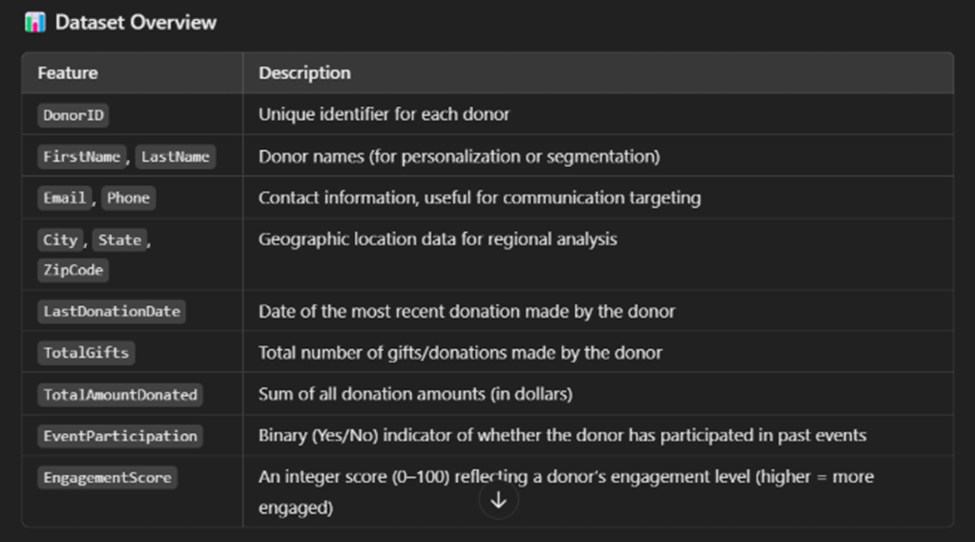 Dataset Overview
Feature Description
DonorID Unique identifier for each donor
FirstName, LastName Donor names (for personalization or segmentation)
Email, Phone Contact information, useful for communication targeting
City, State, Geographic location data for regional analysis
ZipCode
LastDonationDate Date of the most recent donation made by the donor
TotalGifts Total number of gifts/donations made by the donor
TotalAmountDonated Sum of all donation amounts (in dollars)
EventParticipation Binary (Yes/No) indicator of whether the donor has participated in past events
EngagementScore An integer score (0–100) reflecting a donor's engagement level (higher = more
engaged)